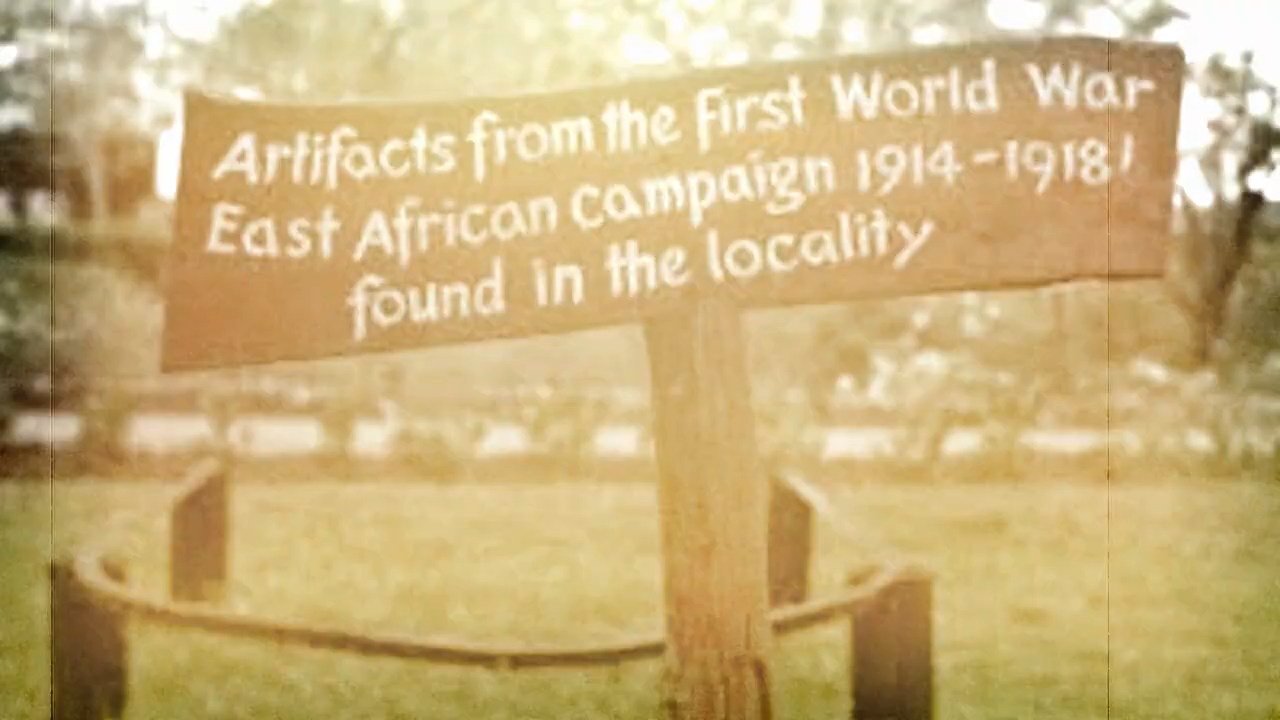 Artifacts from the First World War
East African campaign 1914-1918!
found in the locality